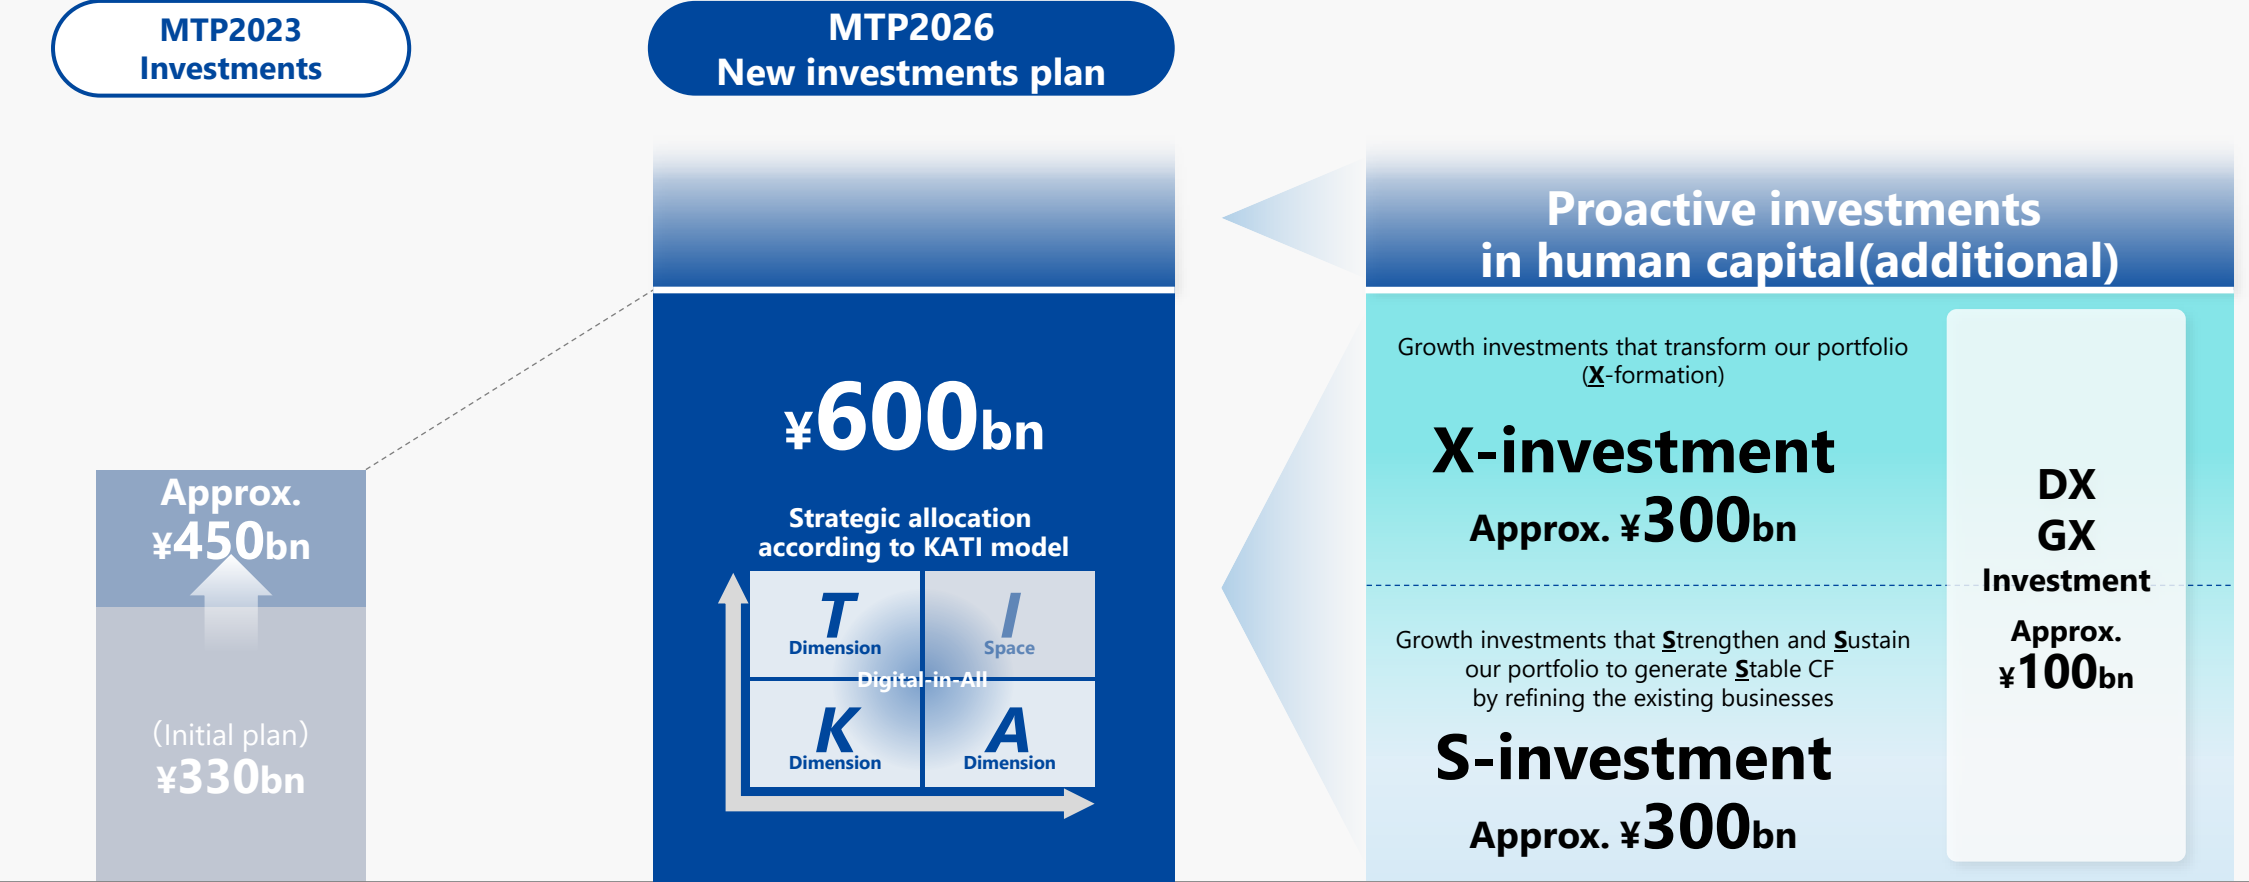 MTP2023
Investments
MTP2026
New investments plan
Approx.
¥450bn
（Initial plan）
¥330bn
¥600bn
Strategic allocation
according to KATI model
T
Dimension
I
Space
Digital-in-All
K
Dimension
A
Dimension
Proactive investments
in human capital(additional)
Growth investments that transform our portfolio
(X-formation)
X-investment
Approx. ¥300bn
Growth investments that Strengthen and Sustain
our portfolio to generate Stable CF
by refining the existing businesses
S-investment
Approx. ¥300bn
DX
GX
Investment
Approx.
¥100bn